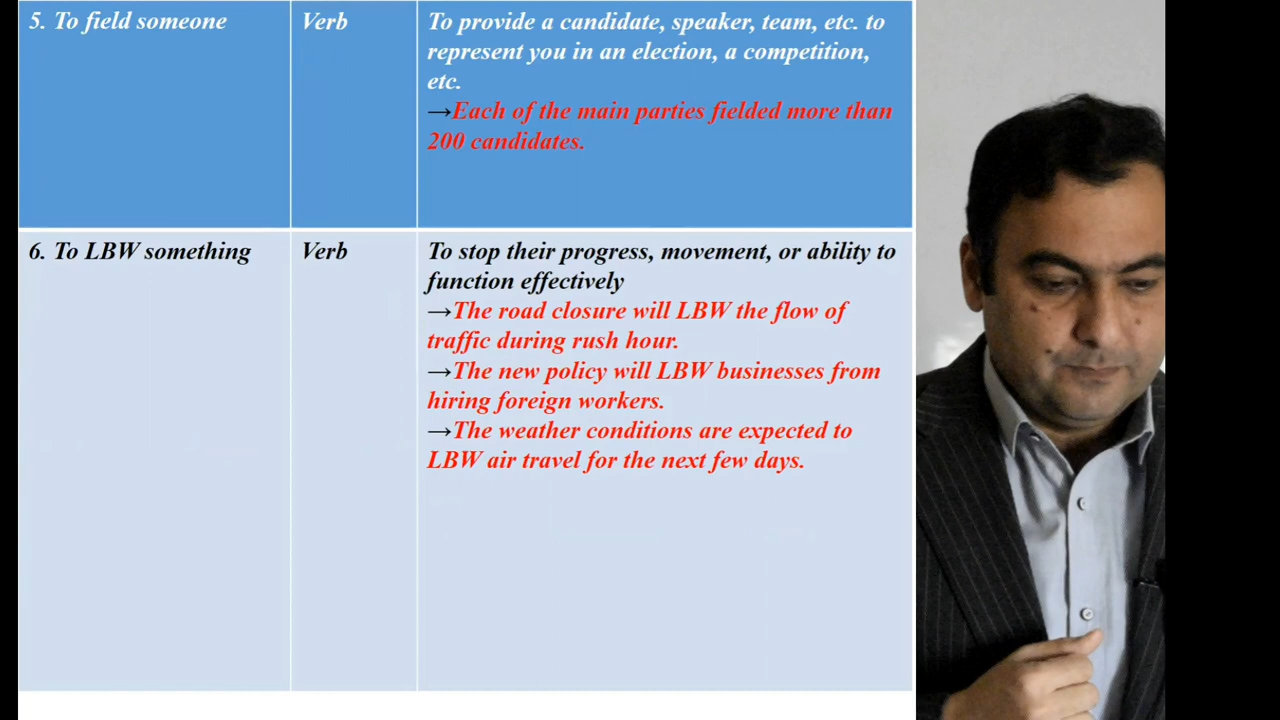 5. To field someone
Verb
To provide a candidate, speaker, team, etc. to
represent you in an election, a competition,
etc.
→Each of the main parties fielded more than
200 candidates.
6. To LBW something
Verb
To stop their progress, movement, or ability to
function effectively
→The road closure will LBW the flow of
traffic during rush hour.
→The new policy will LBW businesses from
hiring foreign workers.
→The weather conditions are expected to
LBW air travel for the next few days.